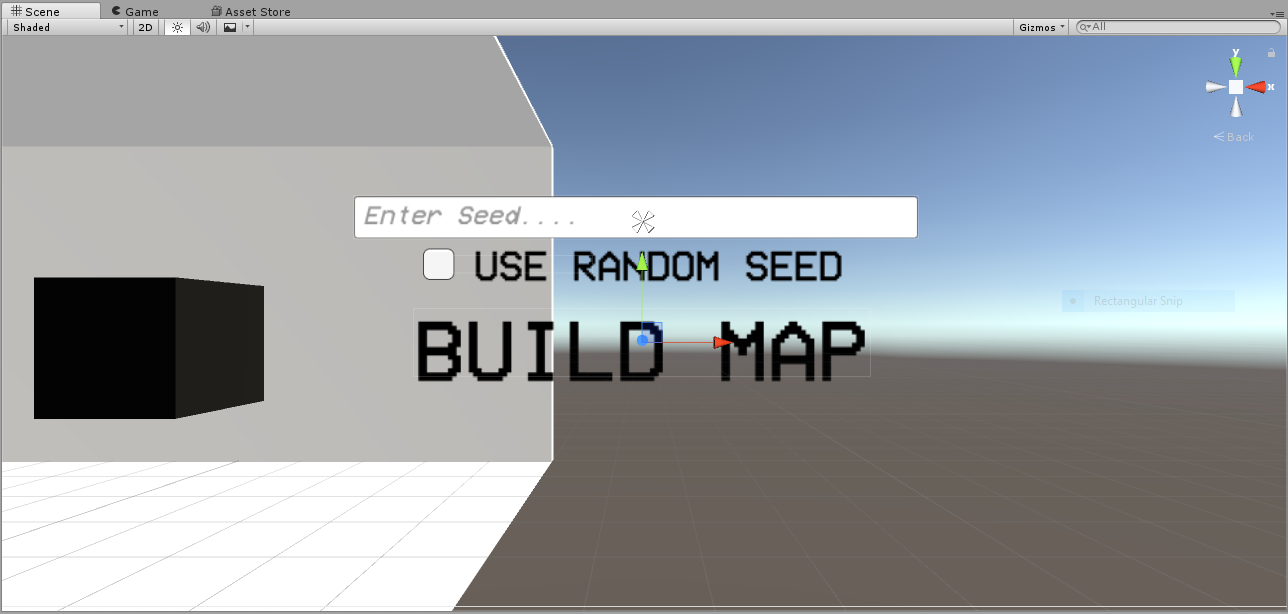 Scene Game Asset Store
Shaded 2D Gizmos All
y
x
Back
Enter Seed....
USE RANDOM SEED
Rectangular Snip
BUILD MAP